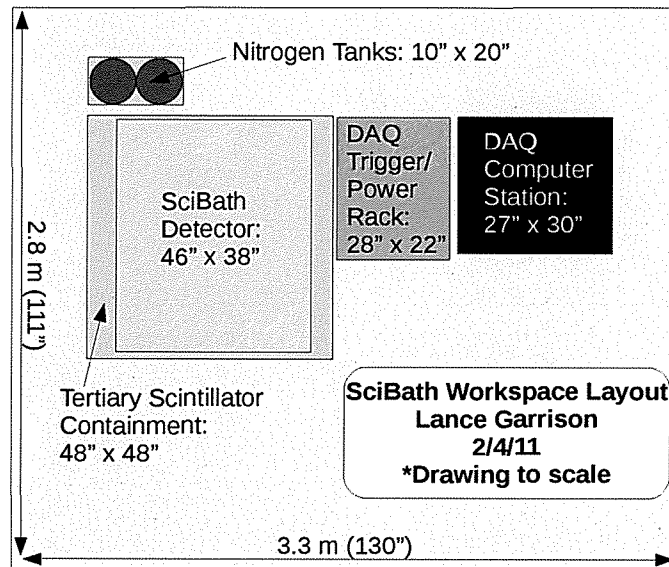 Nitrogen Tanks: 10” x 20”
SciBath
Detector:
46” x 38”
DAQ
Trigger/
Power
Rack:
28” x 22”
DAQ
Computer
Station:
27” x 30”
2.8 m (111”)
Tertiary Scintillator
Containment:
48” x 48”
SciBath Workspace Layout
Lance Garrison
2/4/11
*Drawing to scale
3.3 m (130”)